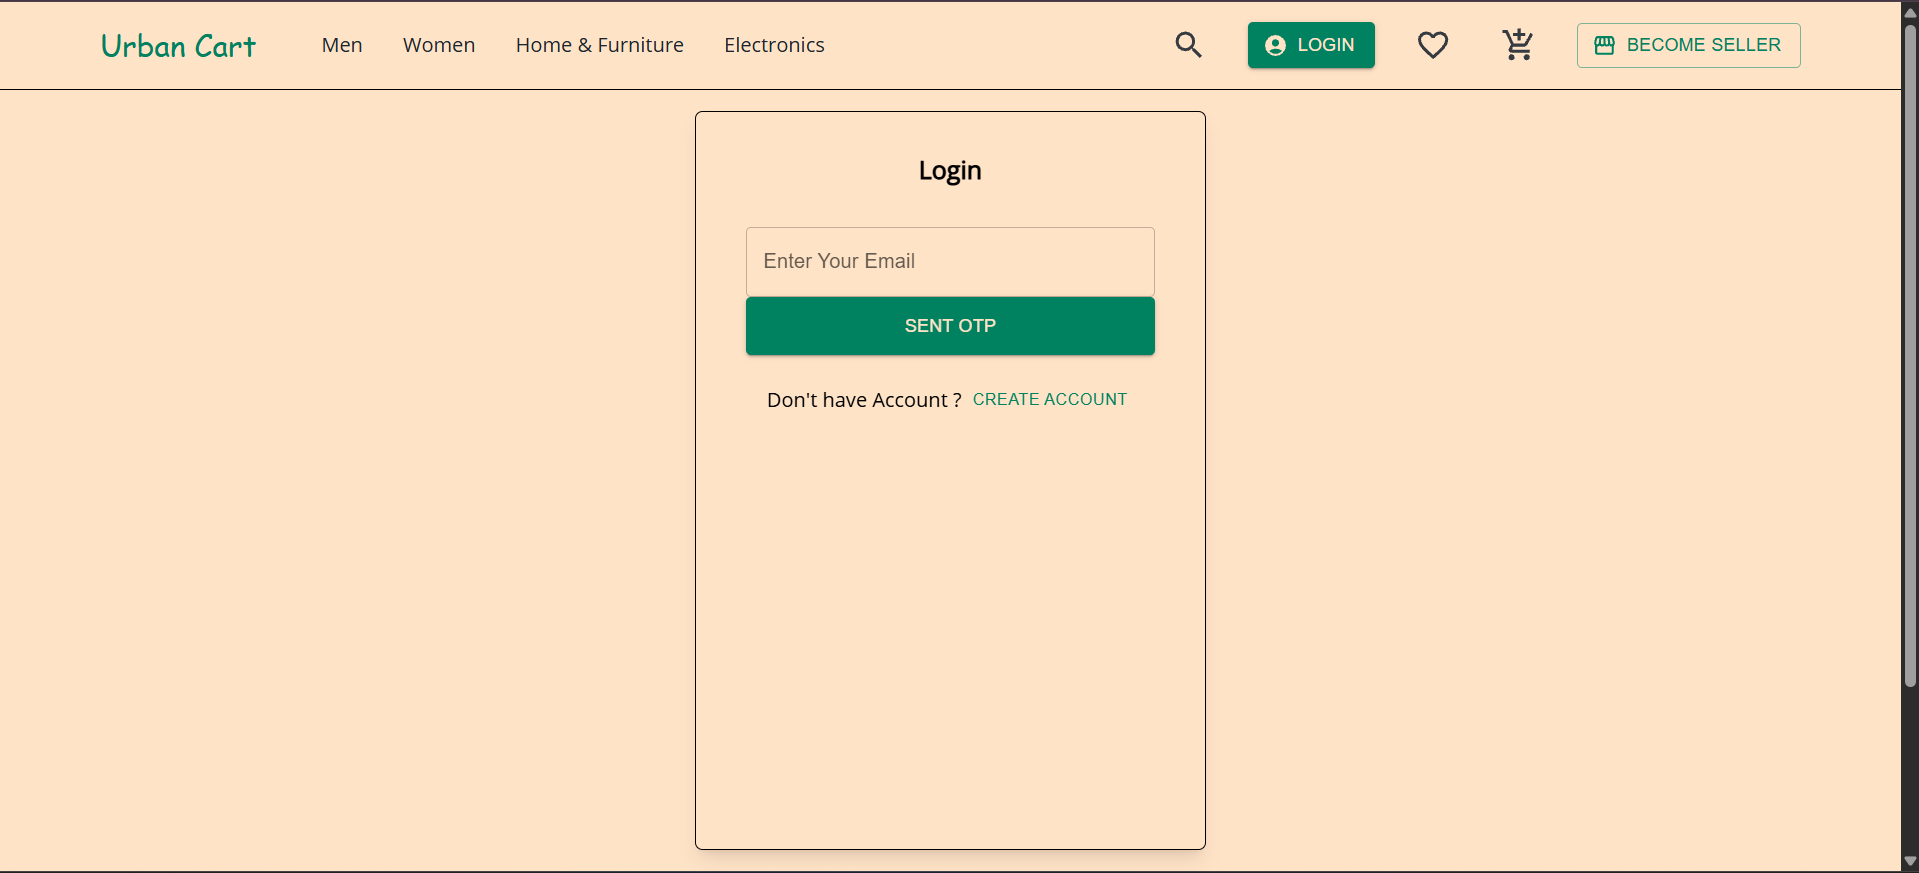 Urban Cart Men Women Home & Furniture Electronics LOGIN BECOME SELLER
Login
Enter Your Email
SENT OTP
Don't have Account ? CREATE ACCOUNT